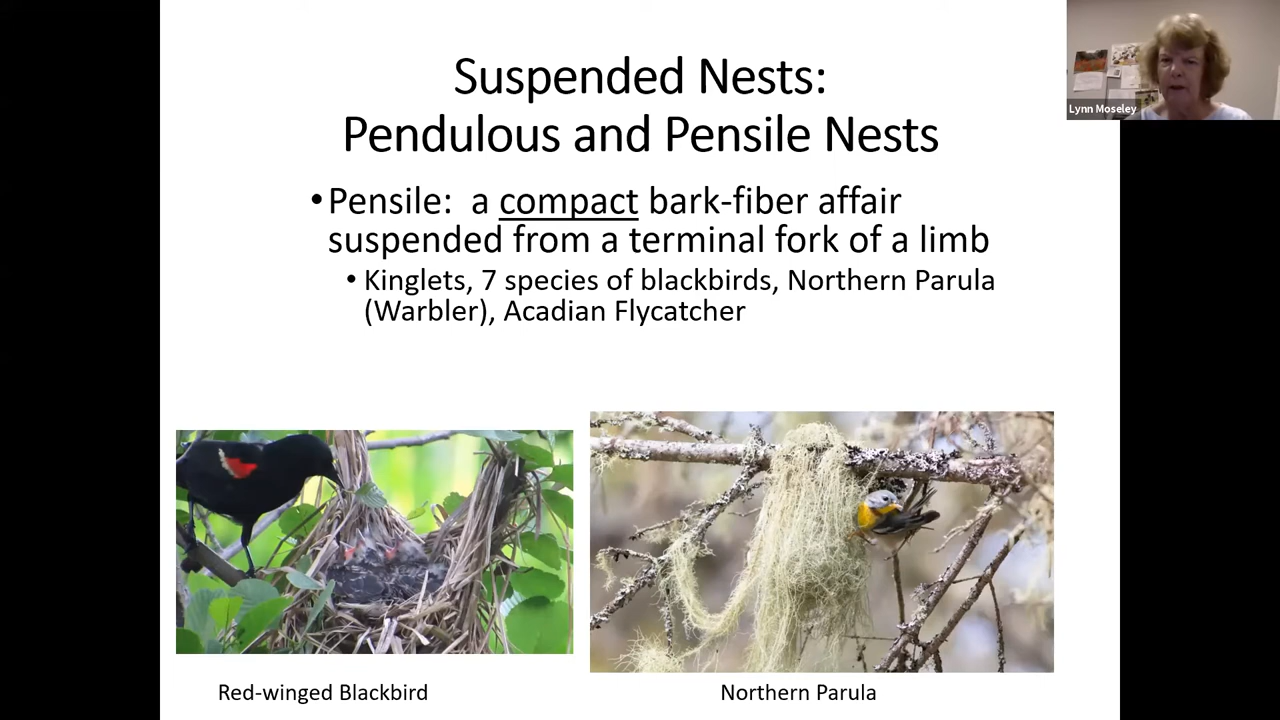 Suspended Nests:
Pendulous and Pensile Nests
•Pensile:  a compact bark-fiber affair
suspended from a terminal fork of a limb
• Kinglets, 7 species of blackbirds, Northern Parula
(Warbler), Acadian Flycatcher
Red-winged Blackbird
Northern Parula
Lynn Moseley